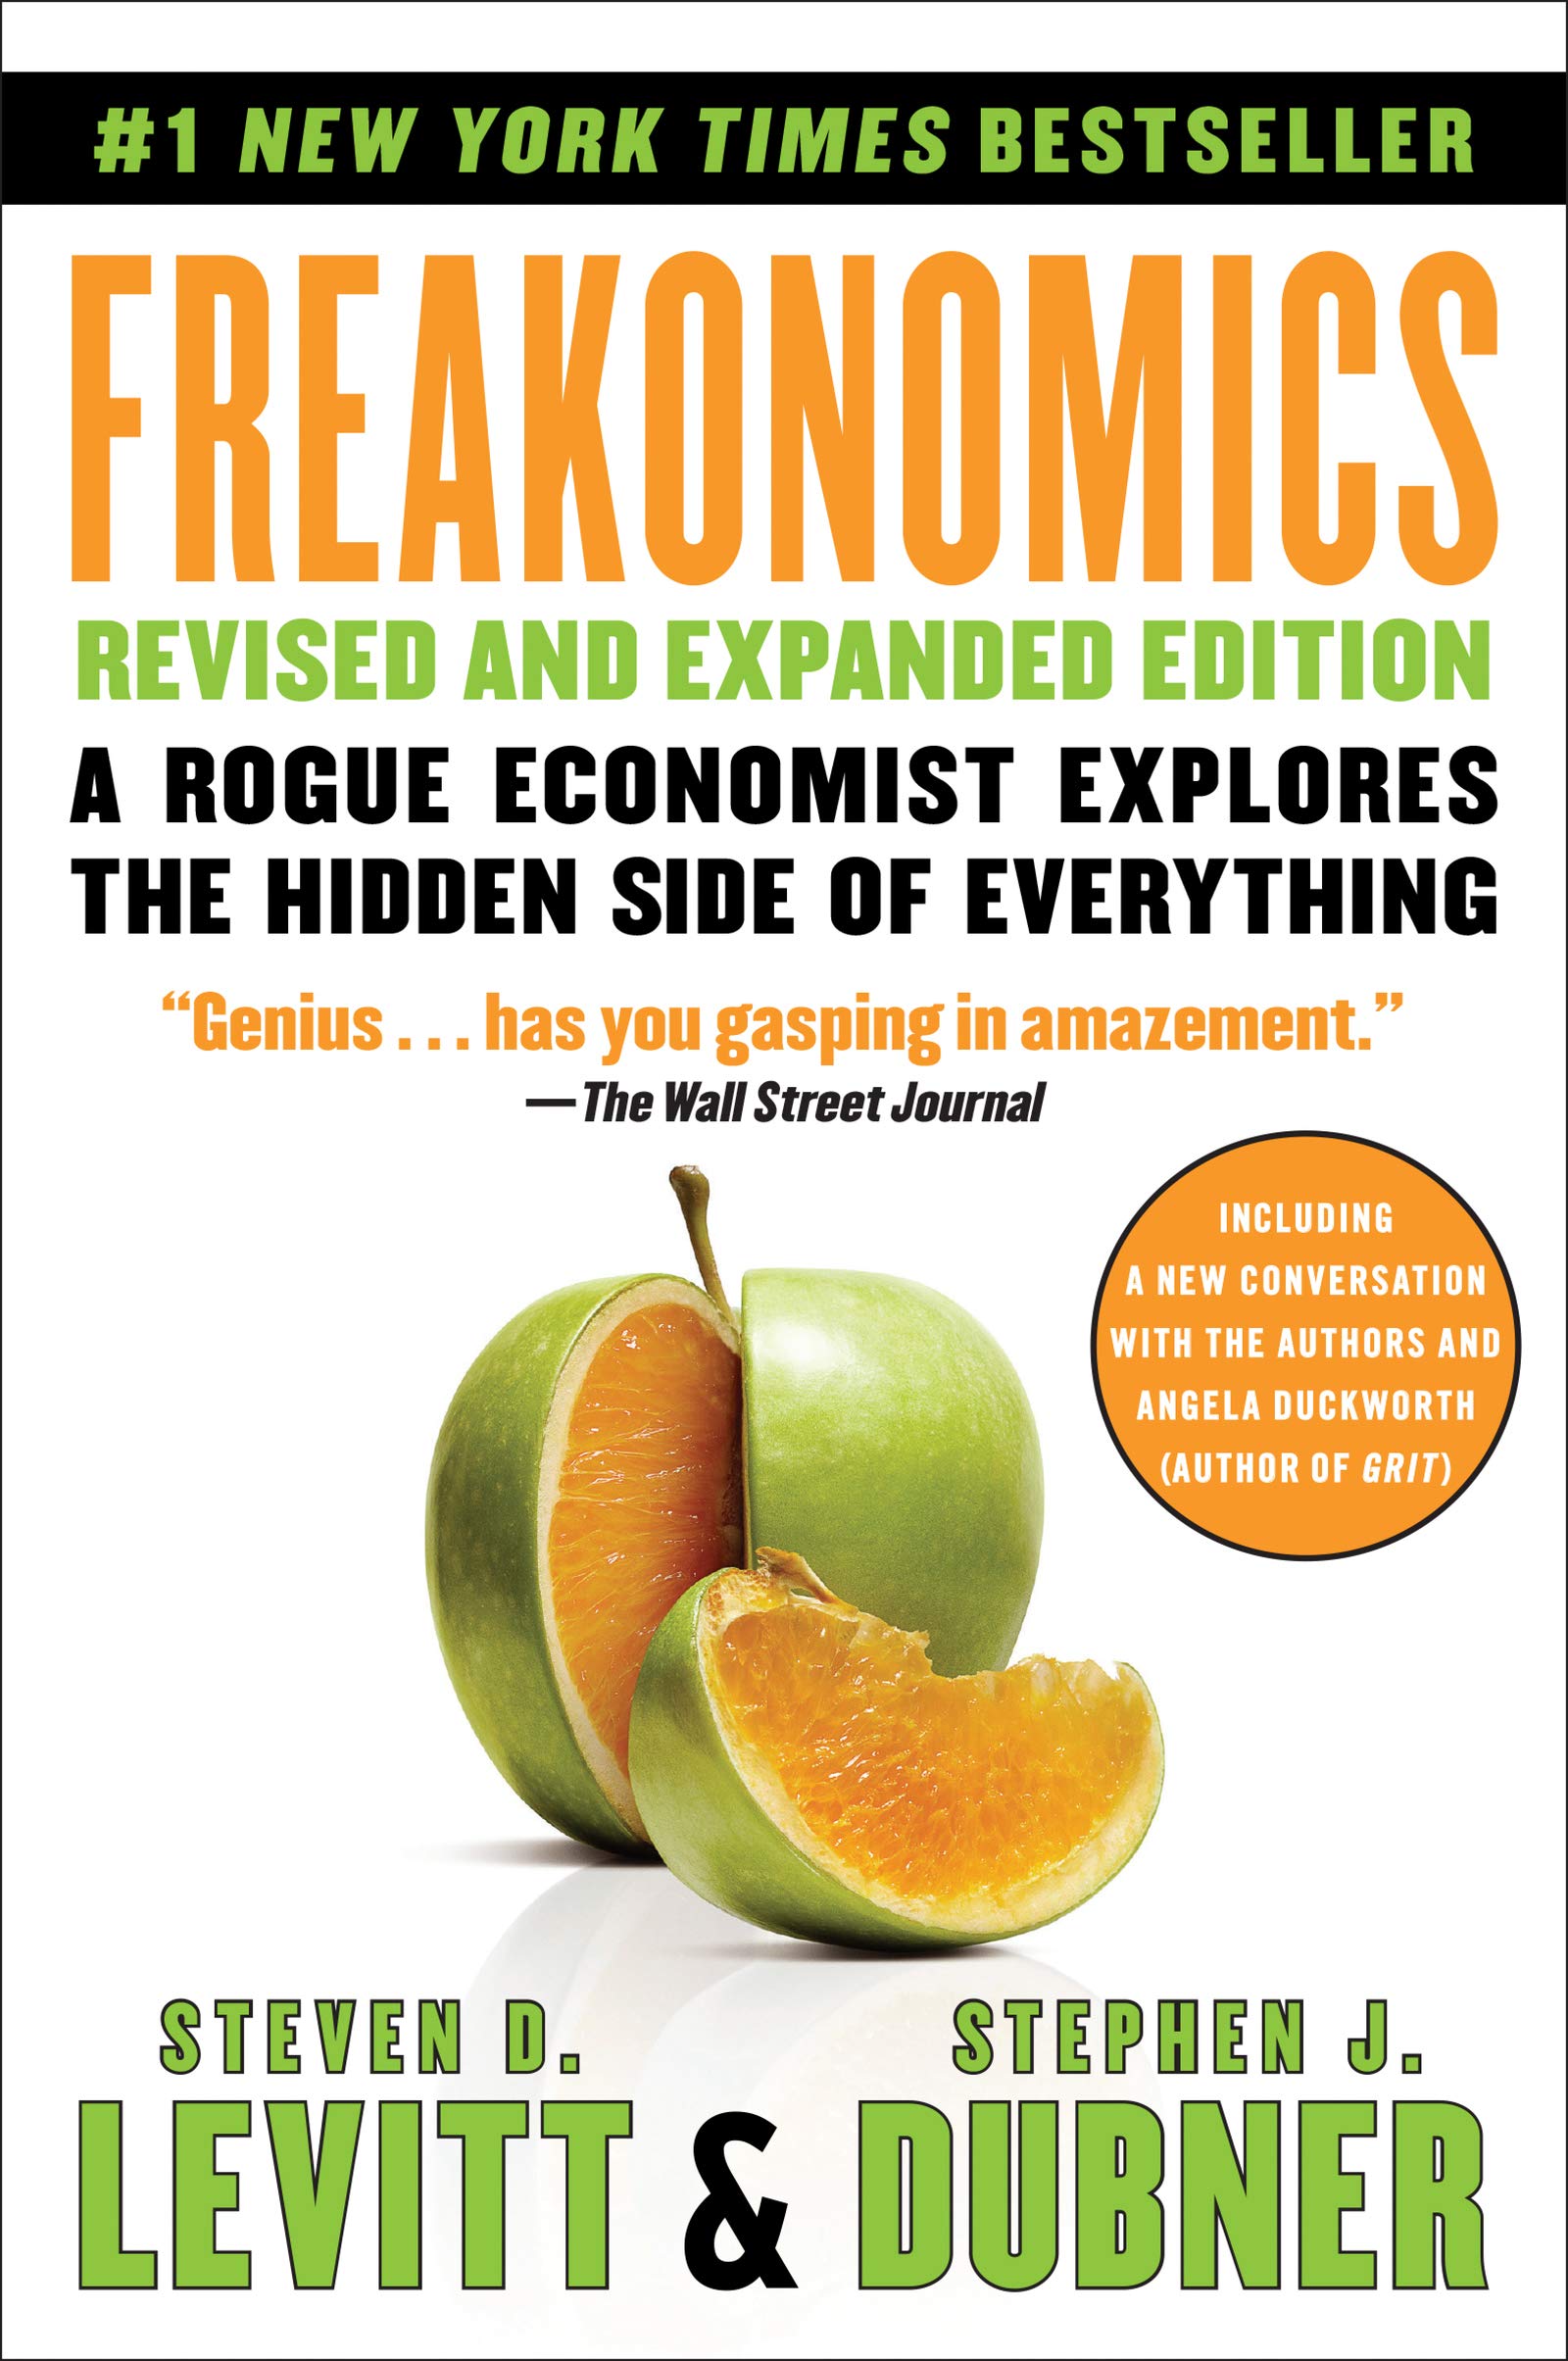 #1 NEW YORK TIMES BESTSELLER
FREAKONOMICS
REVISED AND EXPANDED EDITION
A ROGUE ECONOMIST EXPLORES
THE HIDDEN SIDE OF EVERYTHING
“Genius . . . has you gasping in amazement.”
—The Wall Street Journal
INCLUDING
A NEW CONVERSATION
WITH THE AUTHORS AND
ANGELA DUCKWORTH
(AUTHOR OF GRIT)
STEVEN D.
LEVITT
&
STEPHEN J.
DUBNER